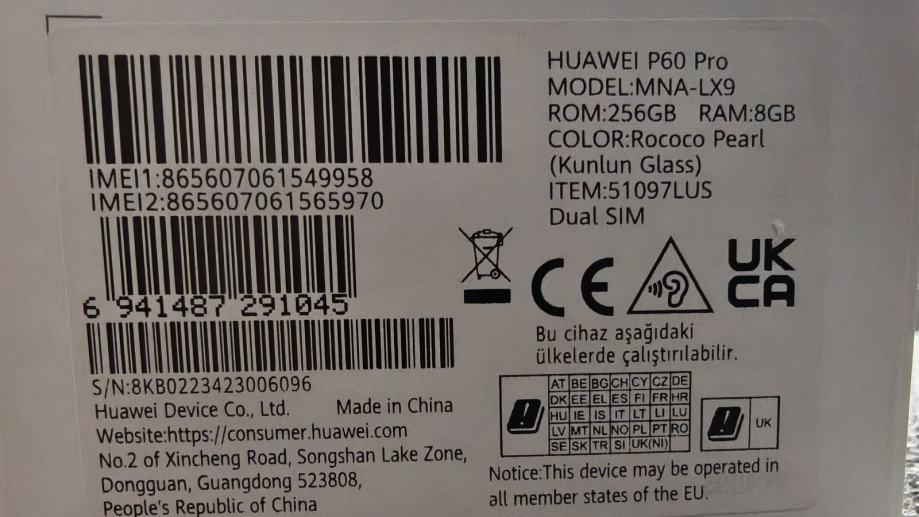 IMEI1:865607061549958
IMEI2:865607061565970
6 941487 291045
S/N:8KB0223423006096
Huawei Device Co., Ltd. Made in China
Website:https://consumer.huawei.com
No.2 of Xincheng Road, Songshan Lake Zone,
Dongguan, Guangdong 523808,
People's Republic of China
HUAWEI P60 Pro
MODEL:MNA-LX9
ROM:256GB RAM:8GB
COLOR:Rococo Pearl
(Kunlun Glass)
ITEM:51097LUS
Dual SIM
CE
UK
CA
Bu cihaz aşağıdaki
ülkelerde çalıştırılabilir.
AT BE BG CH CY CZ DE
DK EE EL ES FI FR HR
HU IE IS IT LT LI LU
LV MT NL NO PL PT RO
SE SK TR SI UK(NI)
UK
Notice:This device may be operated in
all member states of the EU.